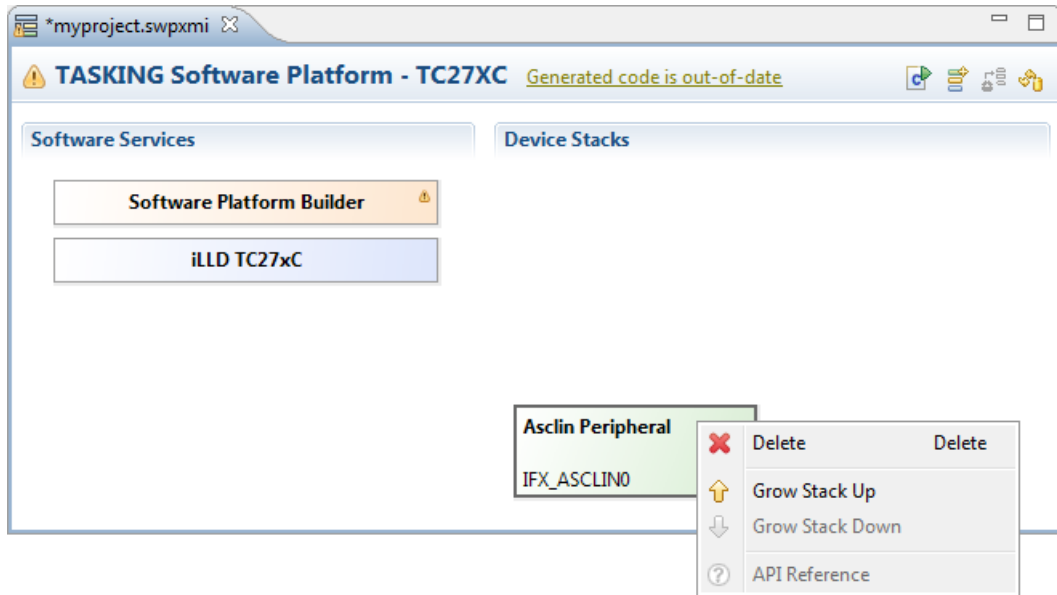 *myproject.swpxmi
TASKING Software Platform - TC27XC Generated code is out-of-date
Software Services
Device Stacks
Software Platform Builder
iLLD TC27xC
Asclin Peripheral
IFX_ASCLIN0
Delete Delete
Grow Stack Up
Grow Stack Down
API Reference